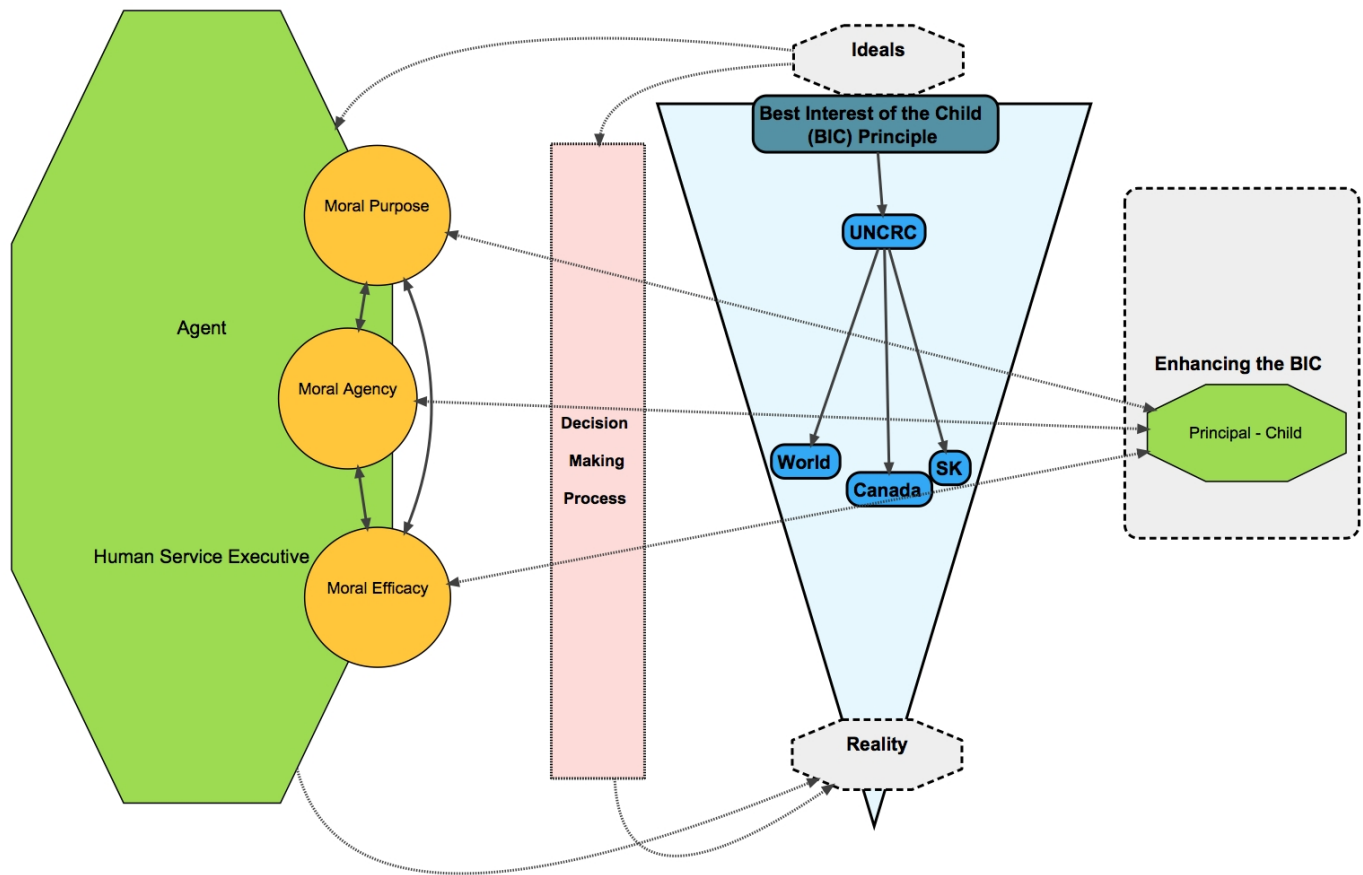 Ideals
Best Interest of the Child
(BIC) Principle
Moral Purpose
UNCRC
Agent
Enhancing the BIC
Moral Agency
Decision
Making
Process
Principal - Child
World
SK
Canada
Human Service Executive
Moral Efficacy
Reality